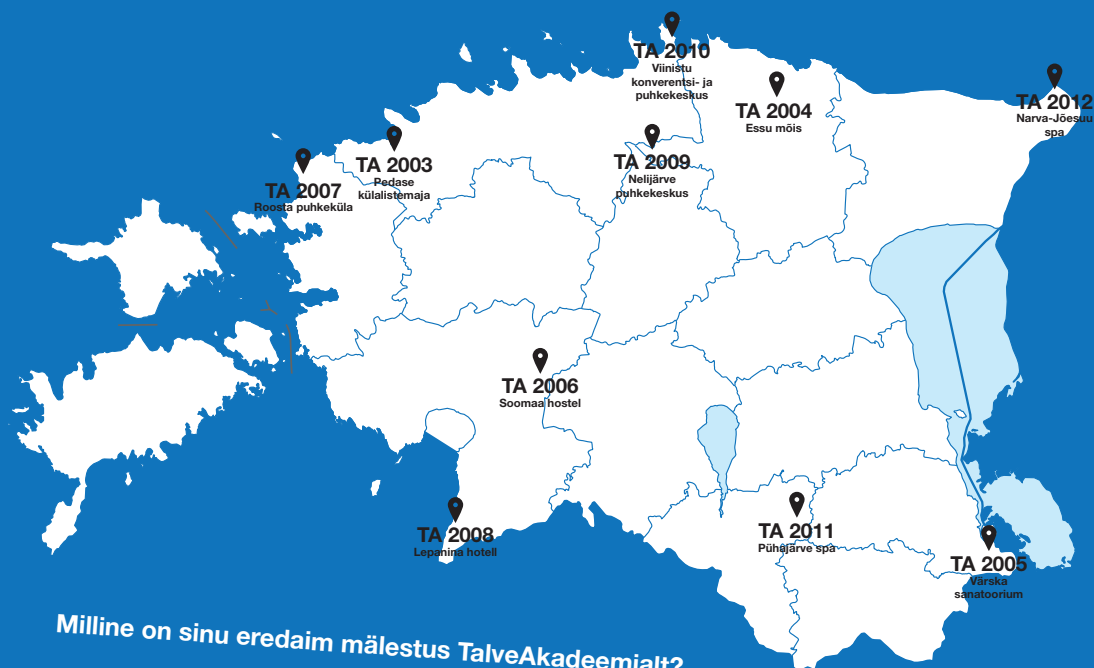 TA 2010
Viinistu
konverentsi- ja
puhkekeskus
TA 2004
Essu mõis
TA 2012
Narva-Jõesuu
spa
TA 2003
Pedase
külalistemaja
TA 2009
Nelijärve
puhkekeskus
TA 2007
Roosta puhkeküla
TA 2006
Soomaa hostel
TA 2008
Lepanina hotell
TA 2011
Pühajärve spa
TA 2005
Värska
sanatoorium
Milline on sinu eredaim mälestus TalveAkadeemialt?